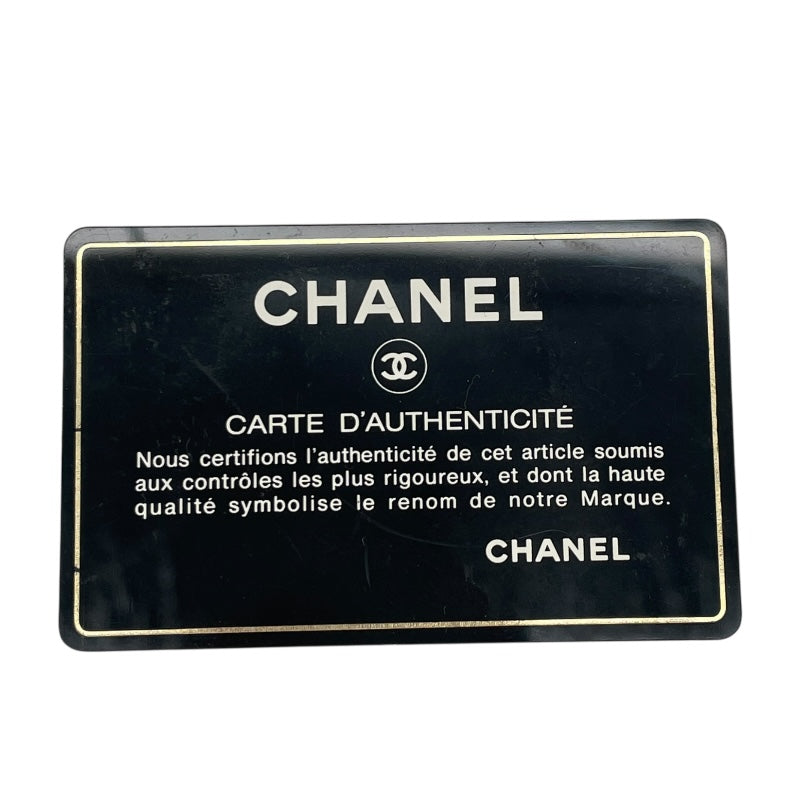 CHANEL
CARTE D'AUTHENTICITÉ
Nous certifions l'authenticité de cet article soumis
aux contrôles les plus rigoureux, et dont la haute
qualité symbolise le renom de notre Marque.
CHANEL